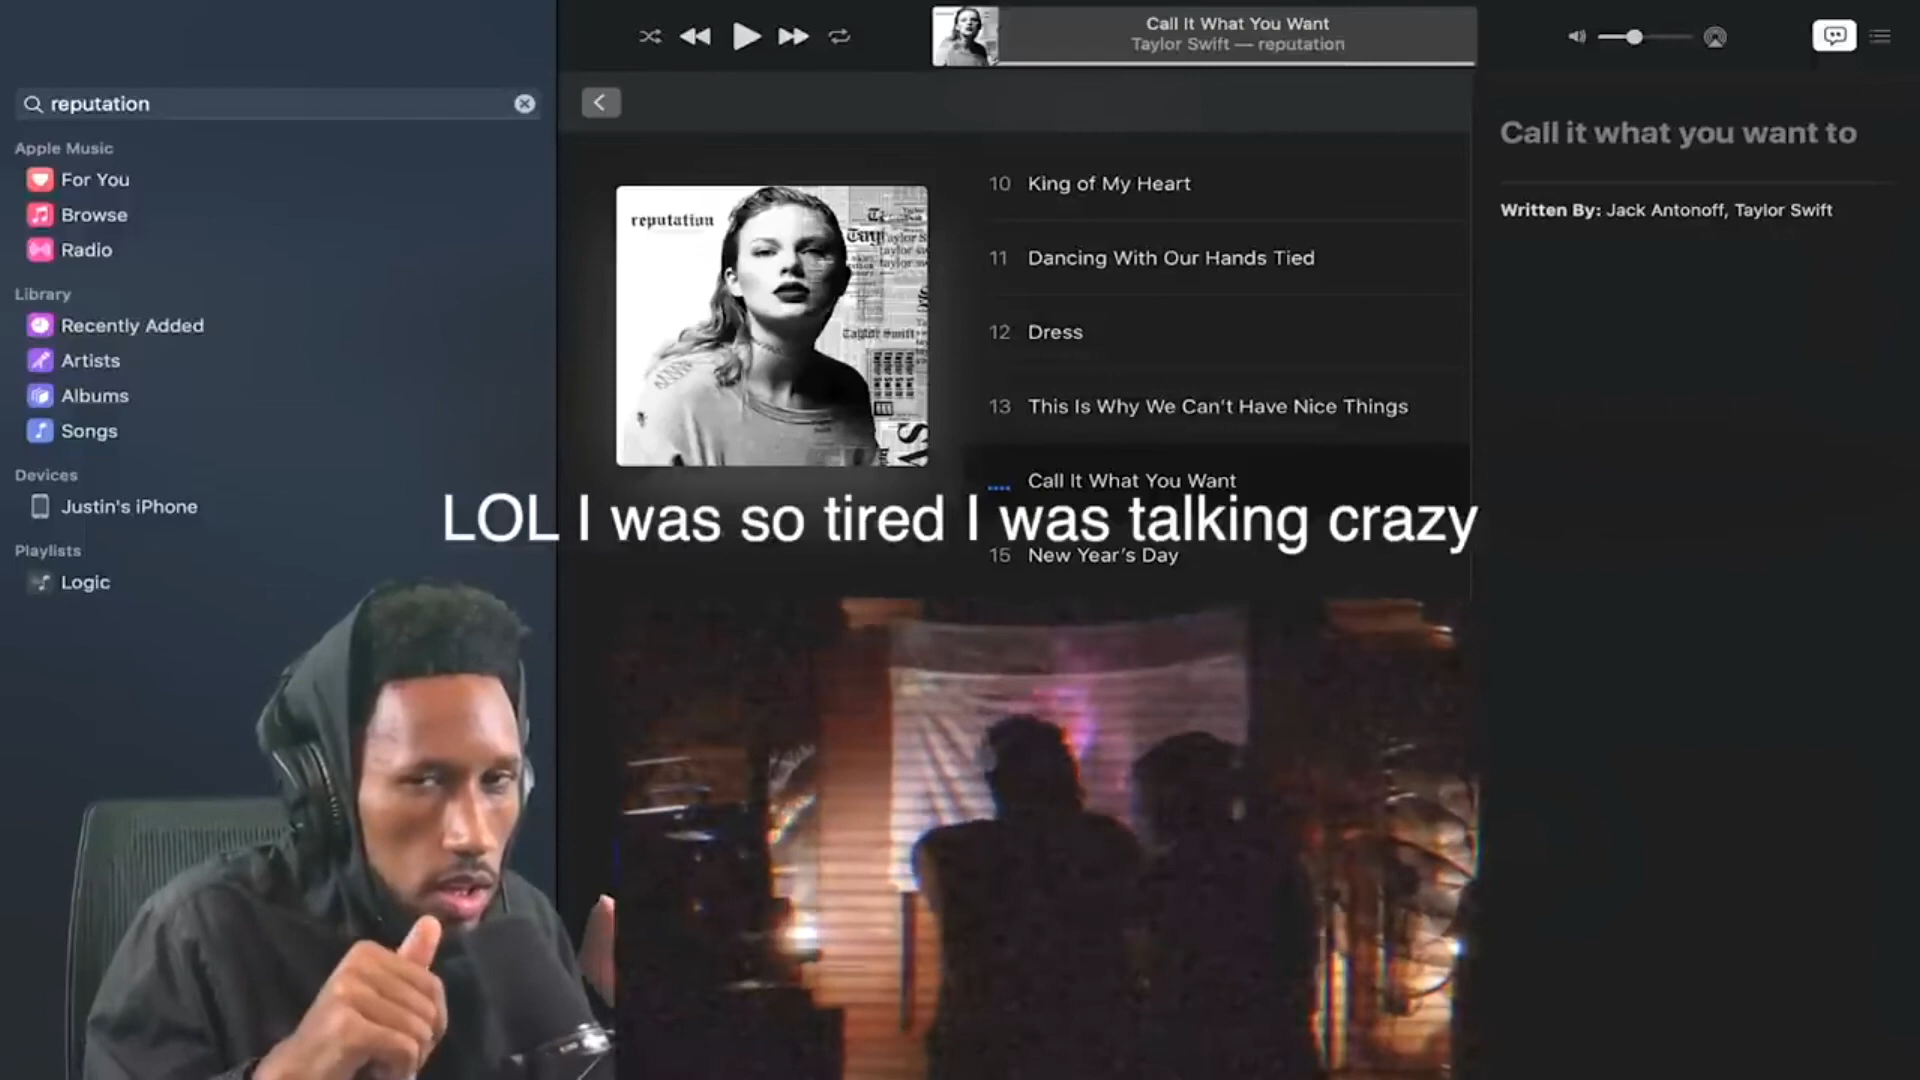 Call It What You Want
Taylor Swift — reputation
reputation
Apple Music
For You
Browse
Radio
Library
Recently Added
Artists
Albums
Songs
Devices
Justin's iPhone
Playlists
Logic
reputation
Taylor Swift
10 King of My Heart
11 Dancing With Our Hands Tied
12 Dress
13 This Is Why We Can't Have Nice Things
Call It What You Want
LOL I was so tired I was talking crazy
15 New Year's Day
Call it what you want to
Written By: Jack Antonoff, Taylor Swift